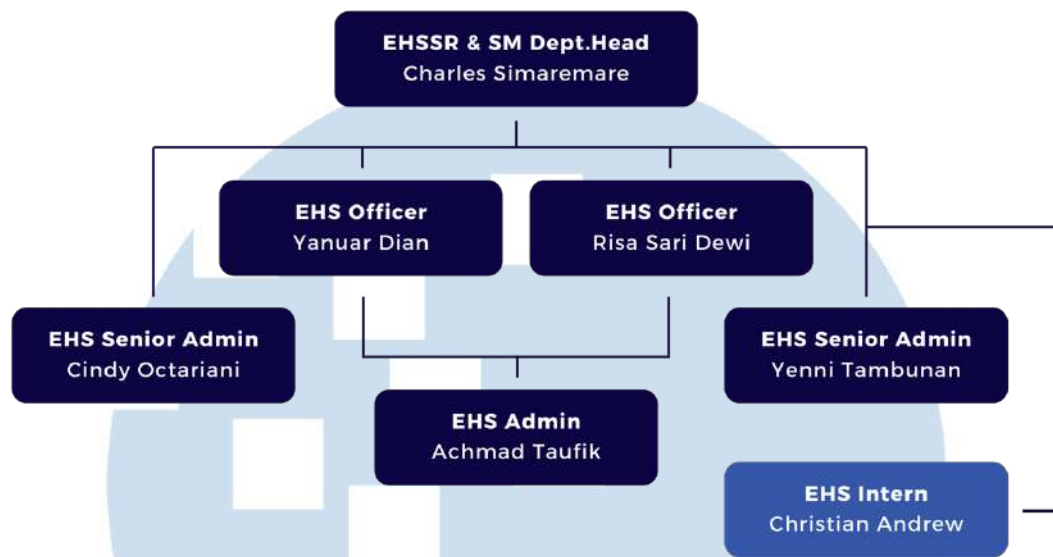 EHSSR & SM Dept.Head
Charles Simaremare
EHS Officer
Yanuar Dian
EHS Officer
Risa Sari Dewi
EHS Senior Admin
Cindy Octariani
EHS Senior Admin
Yenni Tambunan
EHS Admin
Achmad Taufik
EHS Intern
Christian Andrew